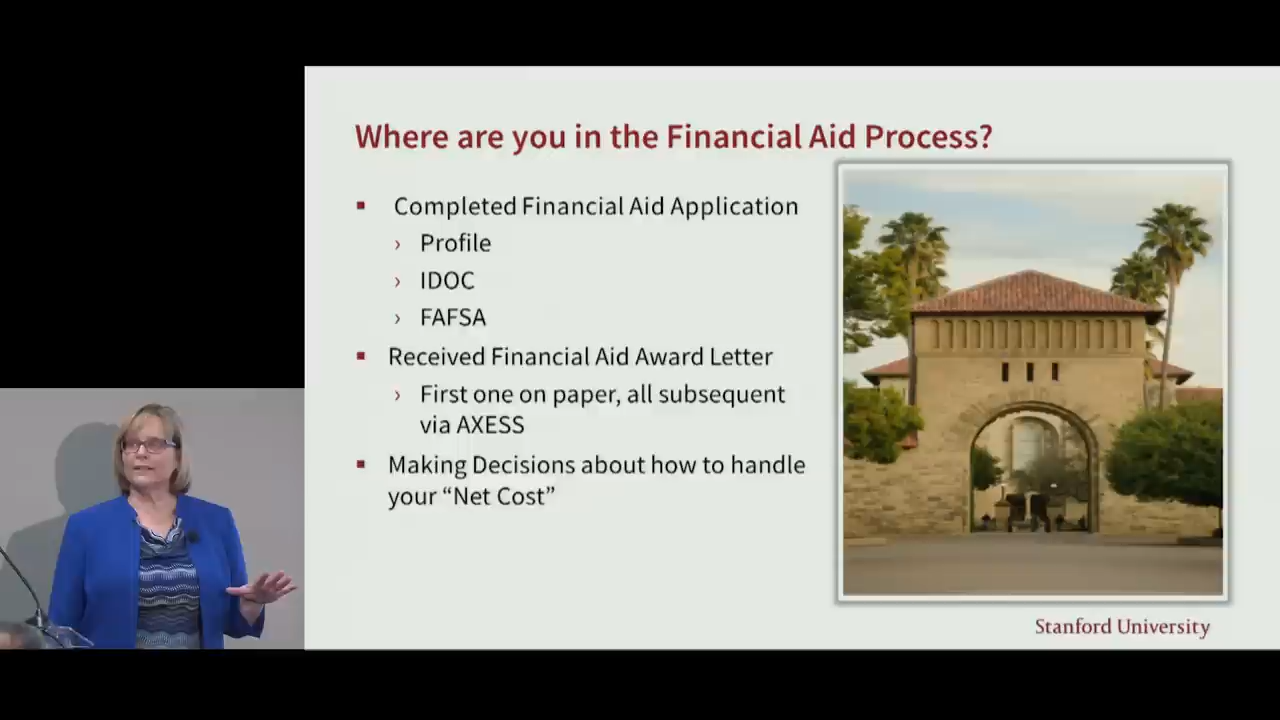 Where are you in the Financial Aid Process?
▪ Completed Financial Aid Application
› Profile
› IDOC
› FAFSA
▪ Received Financial Aid Award Letter
› First one on paper, all subsequent
via AXESS
▪ Making Decisions about how to handle
your “Net Cost”
Stanford University